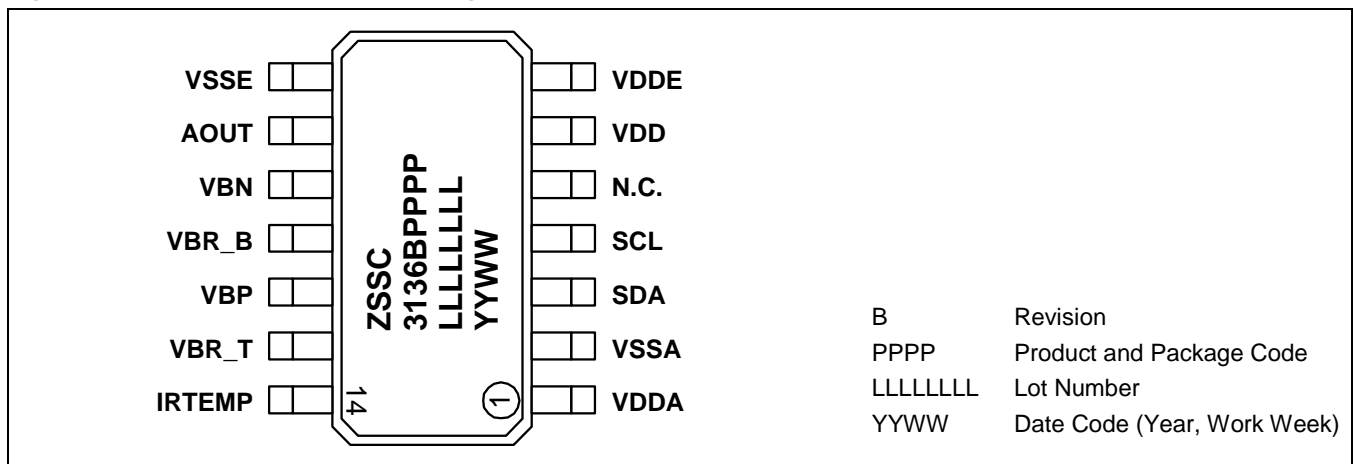 VSSE
AOUT
VBN
VBR_B
VBP
VBR_T
IRTEMP
ZSSC
3136BPPPP
LLLLLLLL
YYWW
14
1
VDDE
VDD
N.C.
SCL
SDA
VSSA
VDDA
B Revision
PPPP Product and Package Code
LLLLLLLL Lot Number
YYWW Date Code (Year, Work Week)